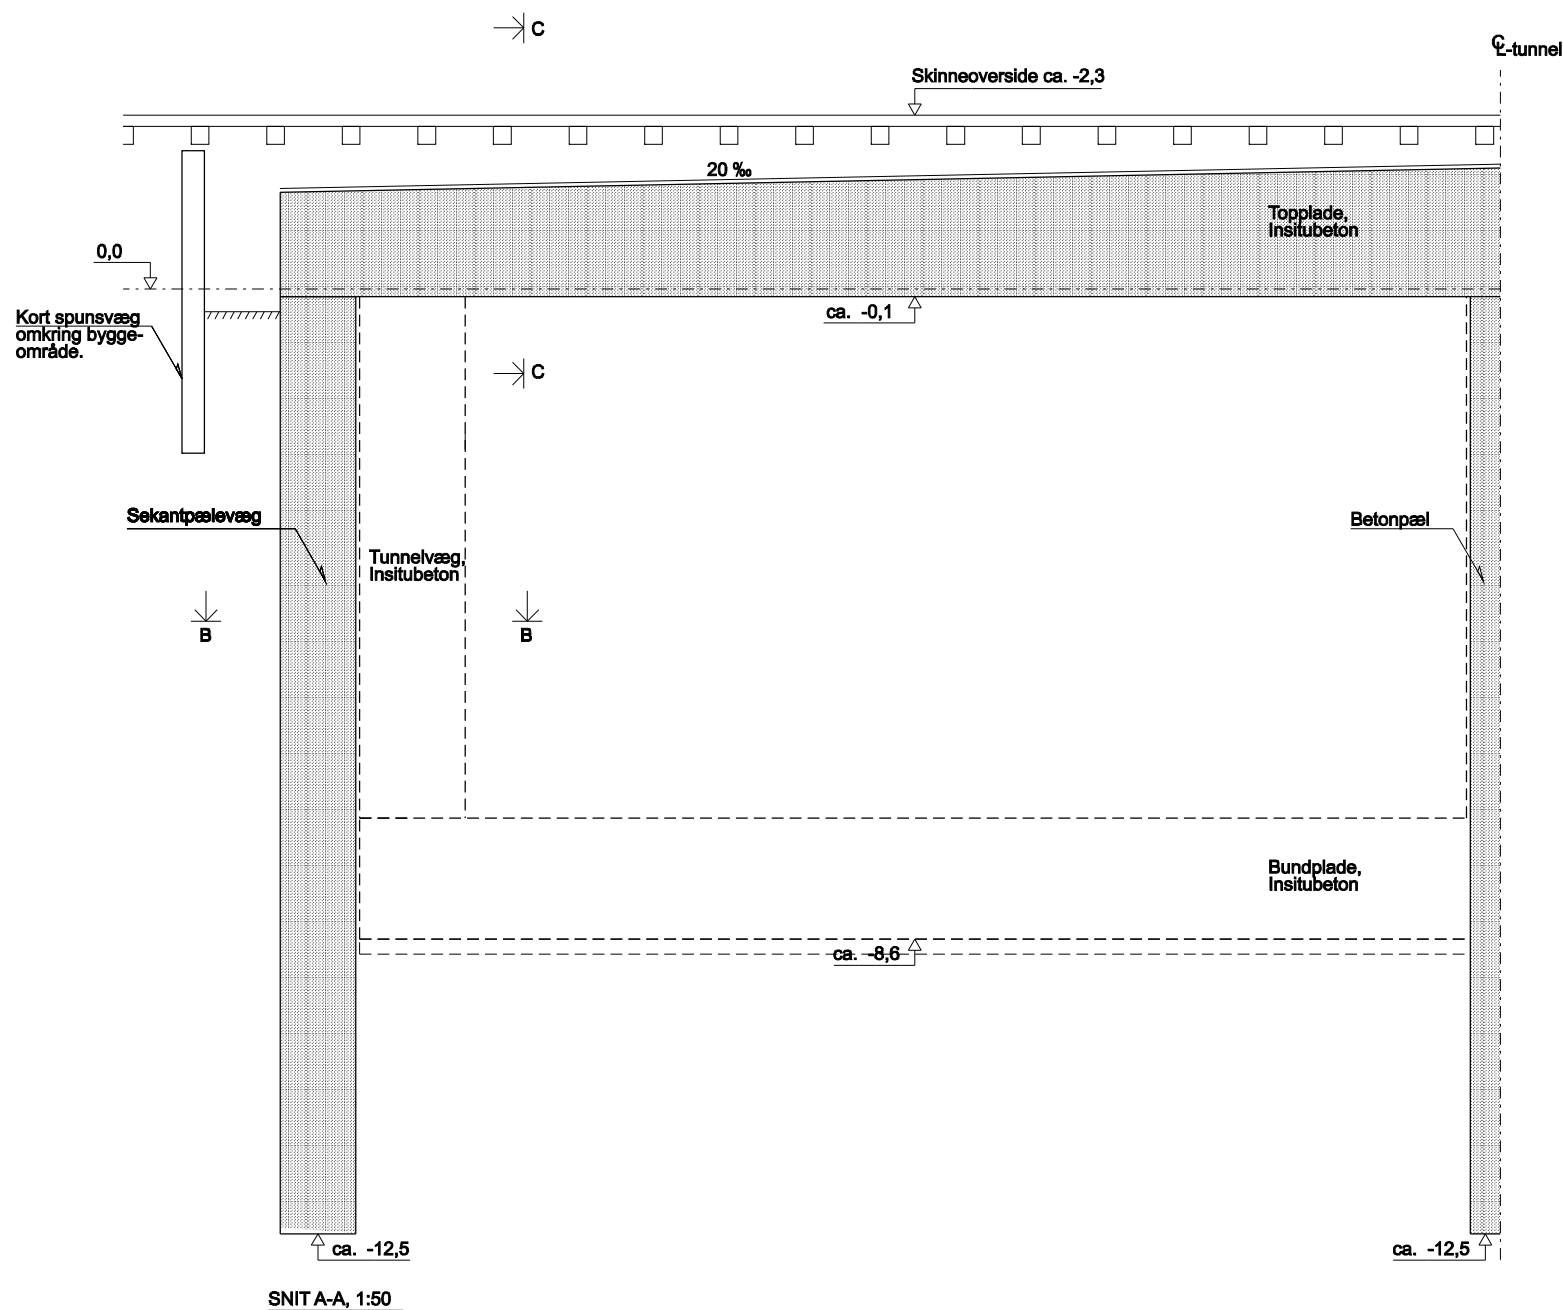 C
℄
L-tunnel
Skinneoverside ca. -2,3
20 ‰
Topplade,
Insitubeton
0,0
ca. -0,1
Kort spunsvæg
omkring bygge-
område.
C
Sekantpælevæg
Betonpæl
Tunnelvæg,
Insitubeton
B
B
Bundplade,
Insitubeton
ca. -8,6
ca. -12,5
ca. -12,5
SNIT A-A, 1:50